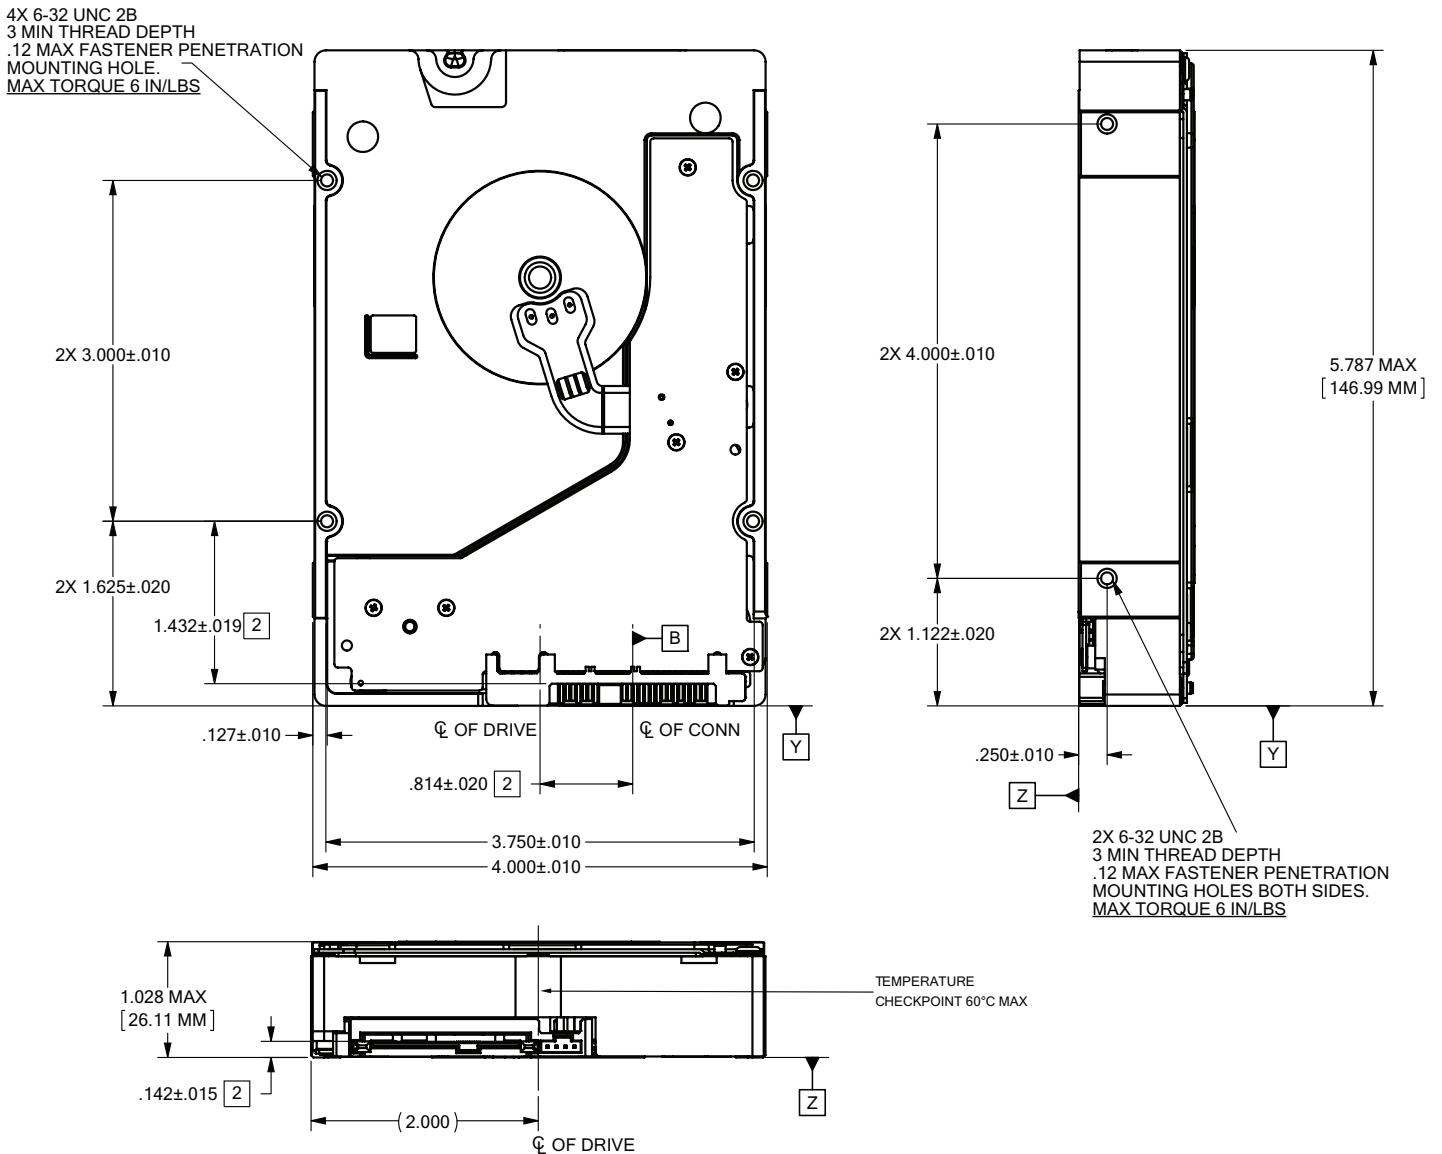 4X 6-32 UNC 2B
3 MIN THREAD DEPTH
.12 MAX FASTENER PENETRATION
MOUNTING HOLE.
MAX TORQUE 6 IN/LBS
2X 3.000±.010
2X 1.625±.020
1.432±.019 2
B
℄ OF DRIVE
℄ OF CONN
.127±.010
Y
.814±.020 2
3.750±.010
4.000±.010
2X 4.000±.010
5.787 MAX
[146.99 MM]
2X 1.122±.020
.250±.010
Y
Z
2X 6-32 UNC 2B
3 MIN THREAD DEPTH
.12 MAX FASTENER PENETRATION
MOUNTING HOLES BOTH SIDES.
MAX TORQUE 6 IN/LBS
1.028 MAX
[26.11 MM]
TEMPERATURE
CHECKPOINT 60°C MAX
.142±.015 2
Z
(2.000)
℄ OF DRIVE